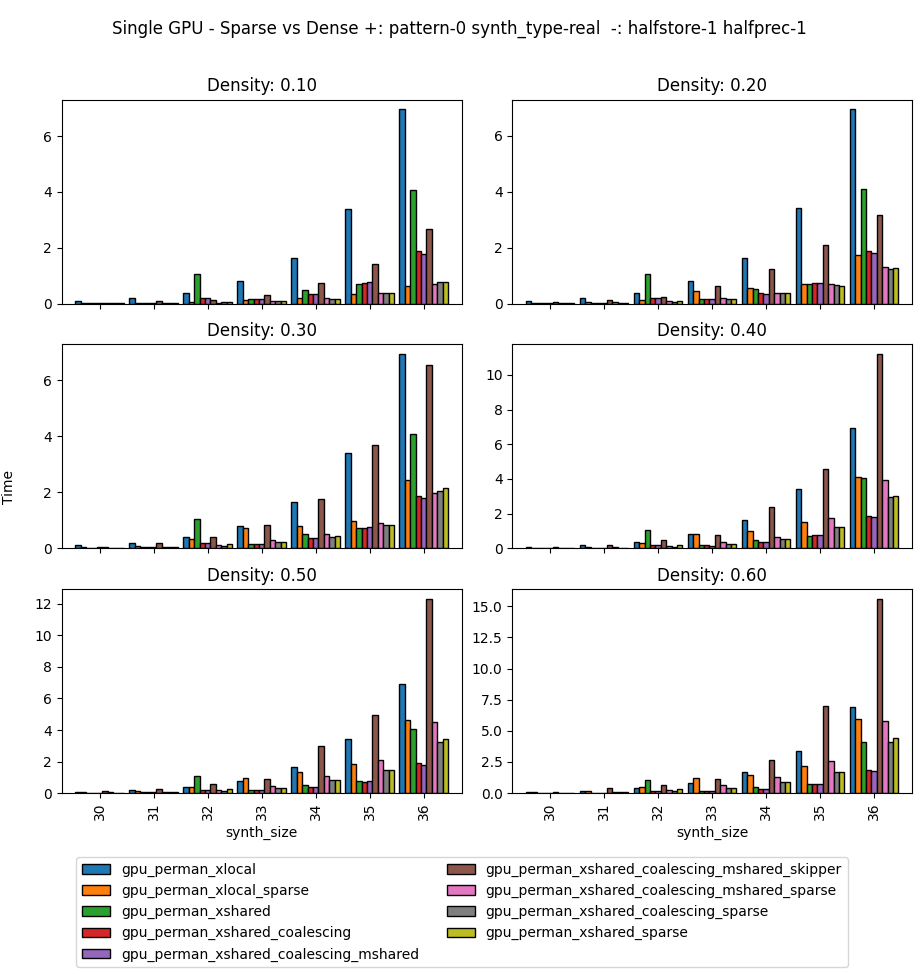 Single GPU - Sparse vs Dense +: pattern-0 synth_type-real  -: halfstore-1 halfprec-1
Density: 0.10
6
4
2
0
Density: 0.20
6
4
2
0
Density: 0.30
6
4
2
0
Density: 0.40
10
8
6
4
2
0
Time
Density: 0.50
12
10
8
6
4
2
0
30
31
32
33
34
35
36
synth_size
Density: 0.60
15.0
12.5
10.0
7.5
5.0
2.5
0.0
30
31
32
33
34
35
36
synth_size
gpu_perman_xlocal
gpu_perman_xlocal_sparse
gpu_perman_xshared
gpu_perman_xshared_coalescing
gpu_perman_xshared_coalescing_mshared
gpu_perman_xshared_coalescing_mshared_skipper
gpu_perman_xshared_coalescing_mshared_sparse
gpu_perman_xshared_coalescing_sparse
gpu_perman_xshared_sparse